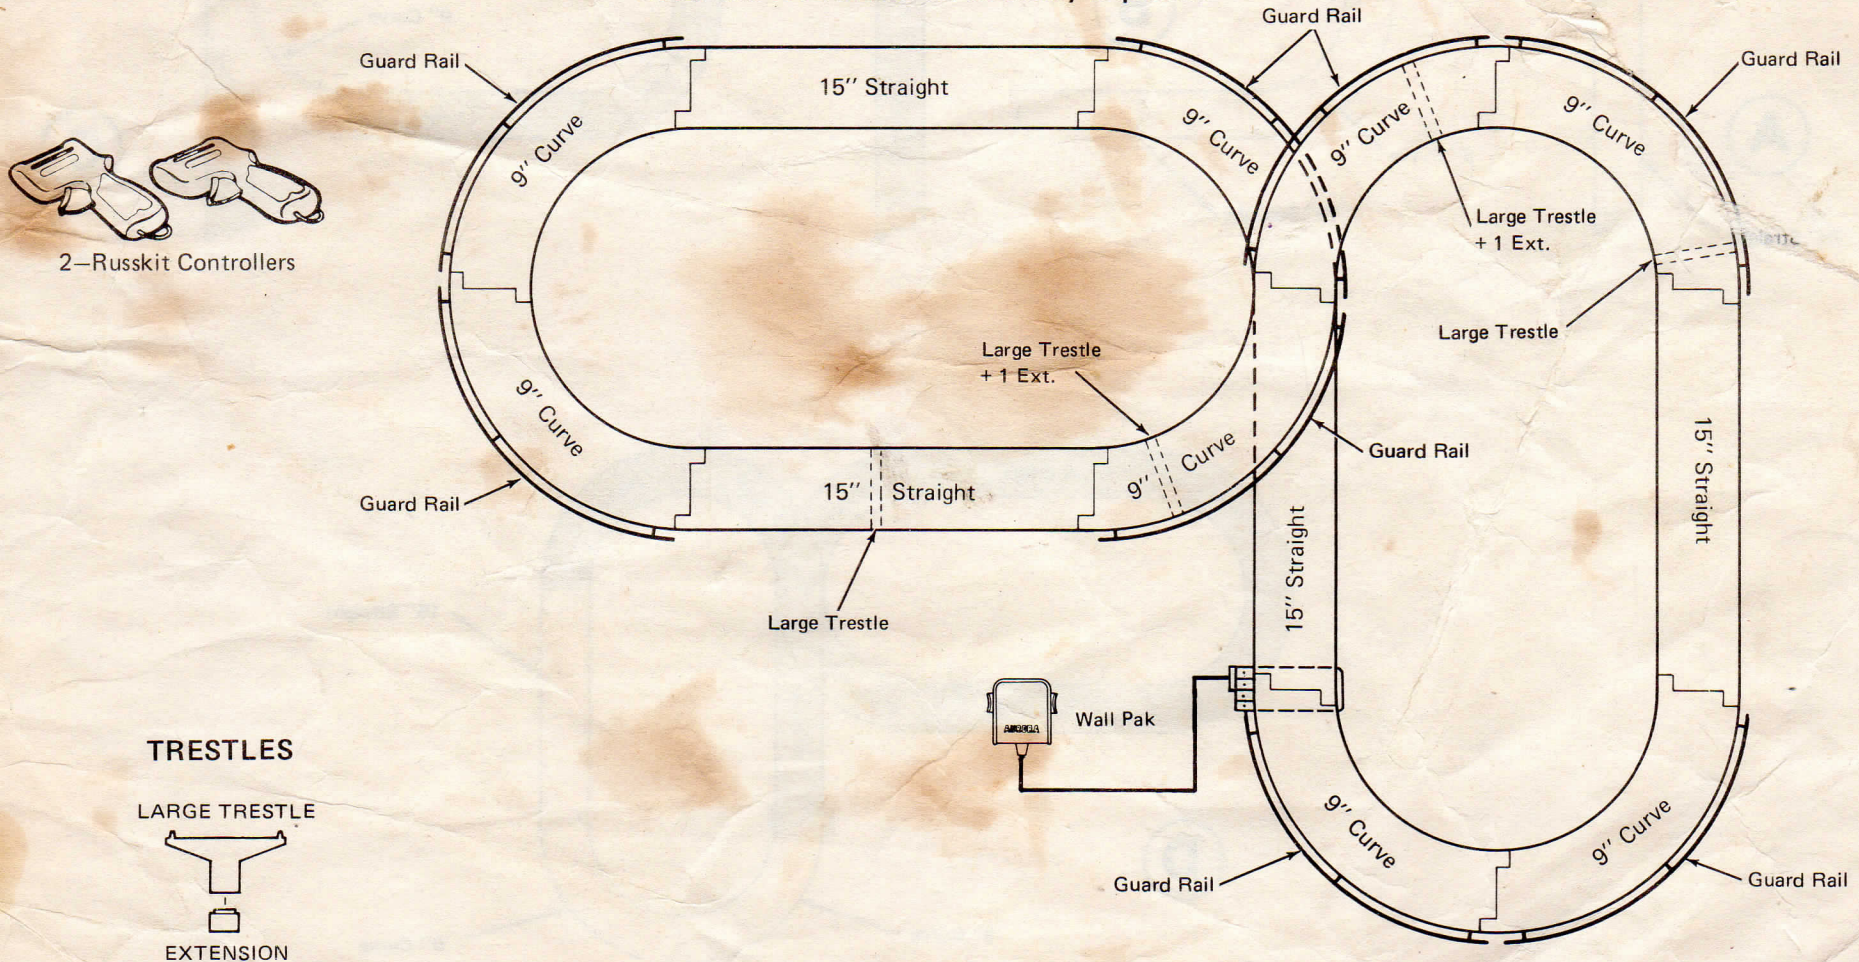 Guard Rail
Guard Rail
15″ Straight
Guard Rail
9″ Curve
9″ Curve
9″ Curve
9″ Curve
2—Russkit Controllers
Large Trestle
+ 1 Ext.
Large Trestle
Large Trestle
+ 1 Ext.
9″ Curve
9″ Curve
Guard Rail
15″ Straight
Guard Rail
15″ Straight
15″ Straight
Large Trestle
Wall Pak
AURORA
TRESTLES
LARGE TRESTLE
EXTENSION
9″ Curve
9″ Curve
Guard Rail
Guard Rail